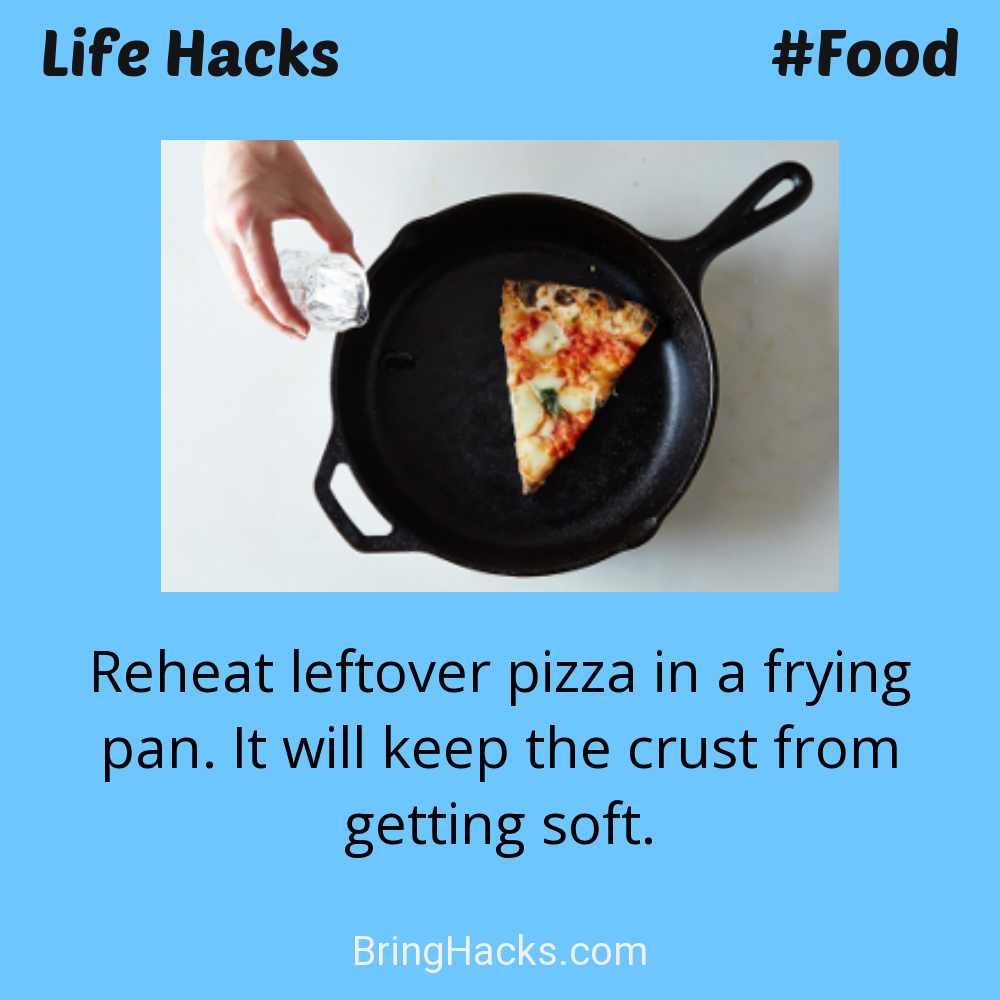 Life Hacks
#Food
Reheat leftover pizza in a frying
pan. It will keep the crust from
getting soft.
BringHacks.com